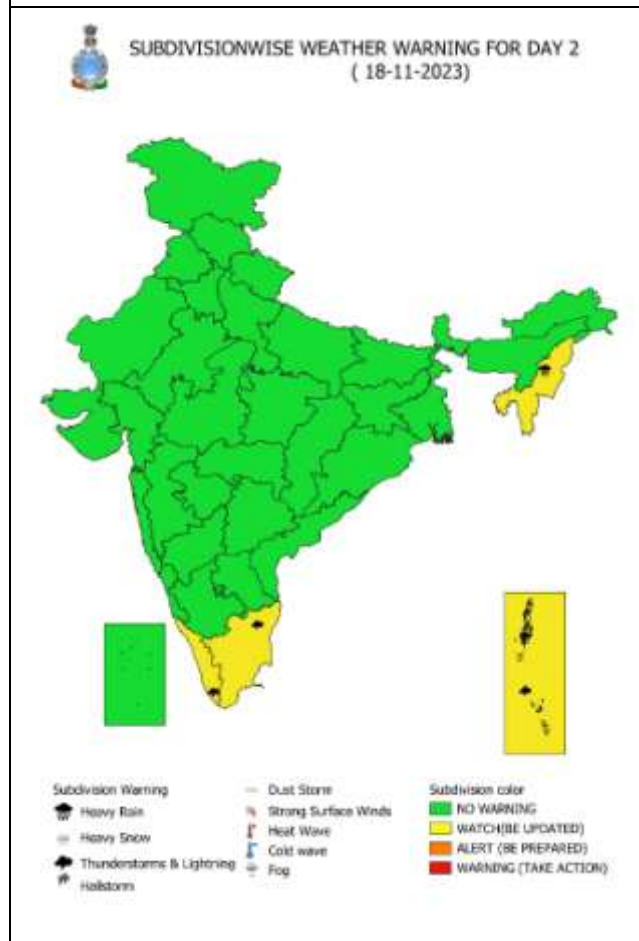 SUBDIVISIONWISE WEATHER WARNING FOR DAY 2
( 18-11-2023)
Subdivision Warning
Heavy Rain
Heavy Snow
Thunderstorms & Lightning
Hailstorm
Dust Storm
Strong Surface Winds
Heat Wave
Cold wave
Fog
Subdivision color
NO WARNING
WATCH(BE UPDATED)
ALERT (BE PREPARED)
WARNING (TAKE ACTION)